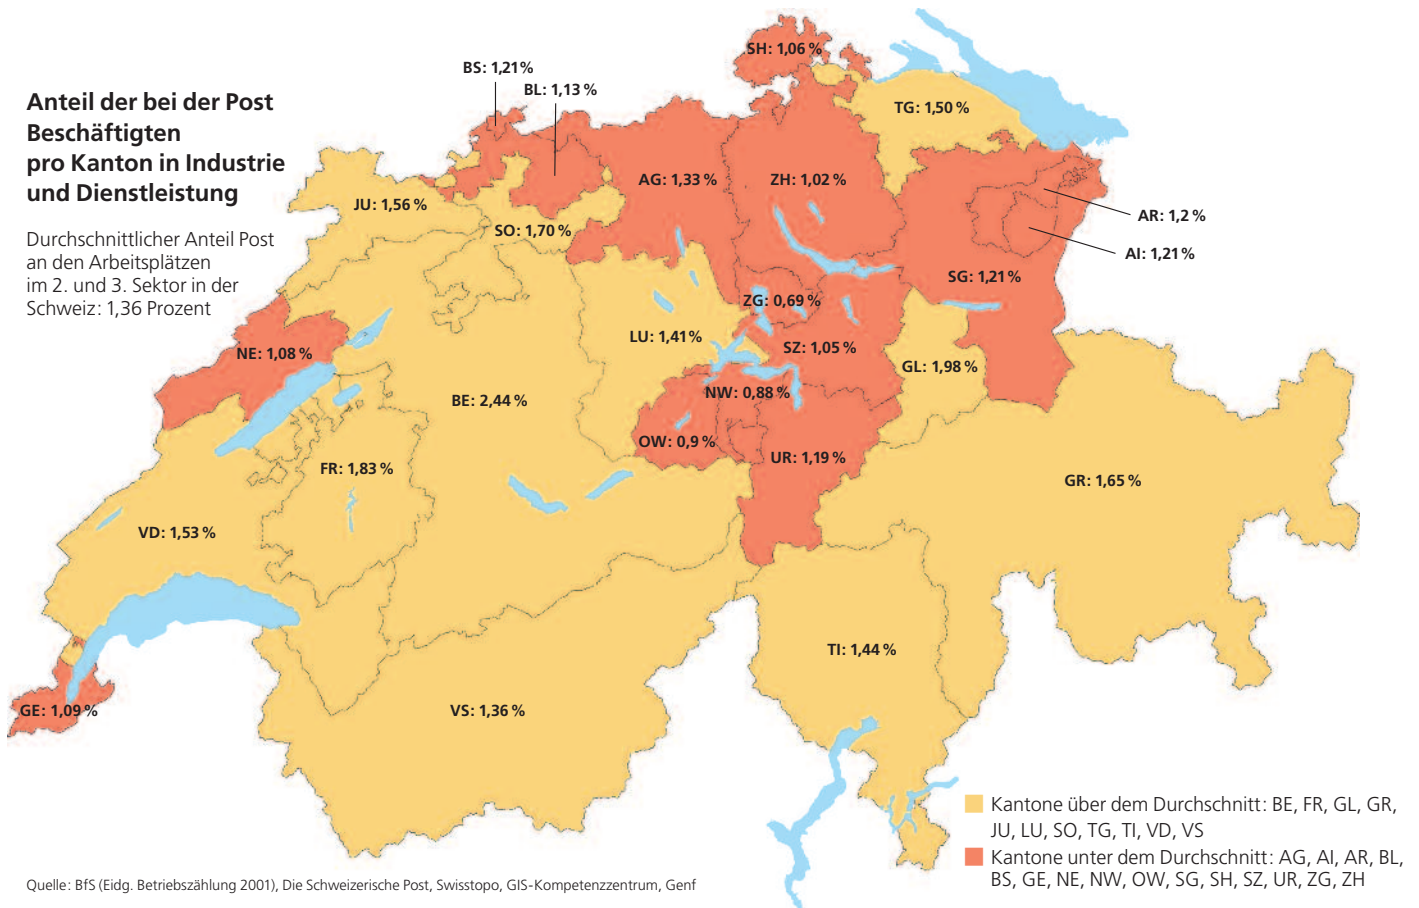 Anteil der bei der Post
Beschäftigten
pro Kanton in Industrie
und Dienstleistung
Durchschnittlicher Anteil Post
an den Arbeitsplätzen
im 2. und 3. Sektor in der
Schweiz: 1,36 Prozent
SH: 1,06 %
BS: 1,21%
BL: 1,13 %
TG: 1,50 %
AG: 1,33 %
ZH: 1,02 %
JU: 1,56 %
AR: 1,2 %
SO: 1,70 %
AI: 1,21%
SG: 1,21 %
ZG: 0,69 %
LU: 1,41%
SZ: 1,05 %
NE: 1,08 %
GL: 1,98 %
NW: 0,88 %
BE: 2,44 %
OW: 0,9 %
UR: 1,19 %
FR: 1,83 %
GR: 1,65 %
VD: 1,53 %
TI: 1,44 %
GE: 1,09 %
VS: 1,36 %
Kantone über dem Durchschnitt: BE, FR, GL, GR,
JU, LU, SO, TG, TI, VD, VS
Kantone unter dem Durchschnitt: AG, AI, AR, BL,
BS, GE, NE, NW, OW, SG, SH, SZ, UR, ZG, ZH
Quelle: BfS (Eidg. Betriebszählung 2001), Die Schweizerische Post, Swisstopo, GIS-Kompetenzzentrum, Genf